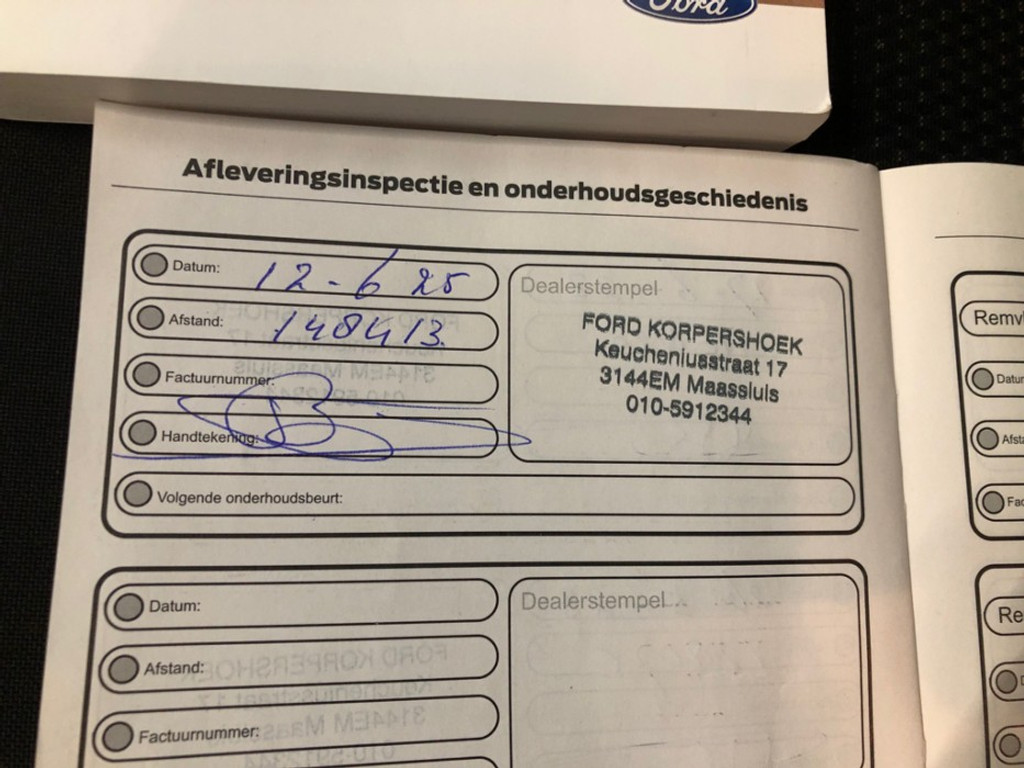 Ford
Afleveringsinspectie en onderhoudsgeschiedenis
Datum: 12-6 25
Afstand: 148413.
Factuurnummer:
Handtekening:
Volgende onderhoudsbeurt:
Dealerstempel
FORD KORPERSHOEK
Keucheniusstraat 17
3144EM Maassluis
010-5912344
Datum:
Afstand:
Factuurnummer:
Dealerstempel
Remv
Datum
Afsta
Fac
Re